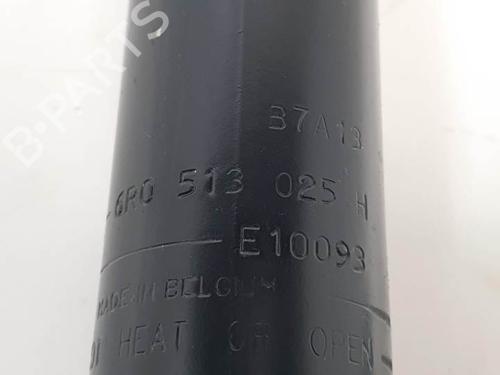 B-PARTS
37A13
6R0 513 025 H
E10093
MADE IN BELGIUM
HEAT OR OPEN